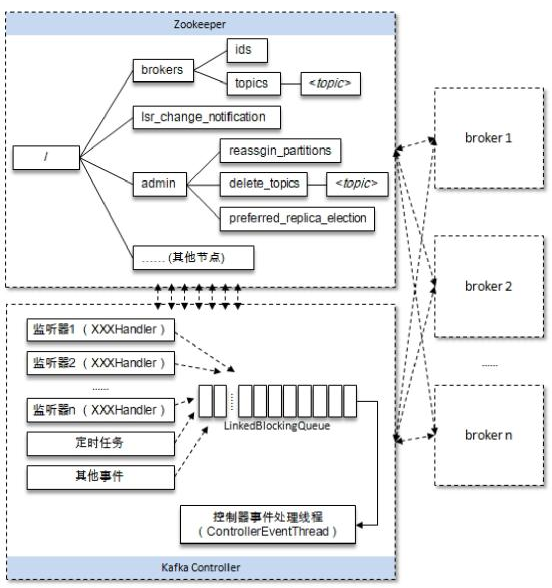 Zookeeper
ids
brokers
topics
<topic>
lsr_change_notification
/
reassgin_partitions
admin
delete_topics
<topic>
preferred_replica_election
…… (其他节点)
broker 1
broker 2
……
broker n
监听器1 （ XXXHandler ）
监听器2 （ XXXHandler ）
……
监听器n （ XXXHandler ）
定时任务
其他事件
LinkedBlockingQueue
控制器事件处理线程
（ ControllerEventThread ）
Kafka Controller